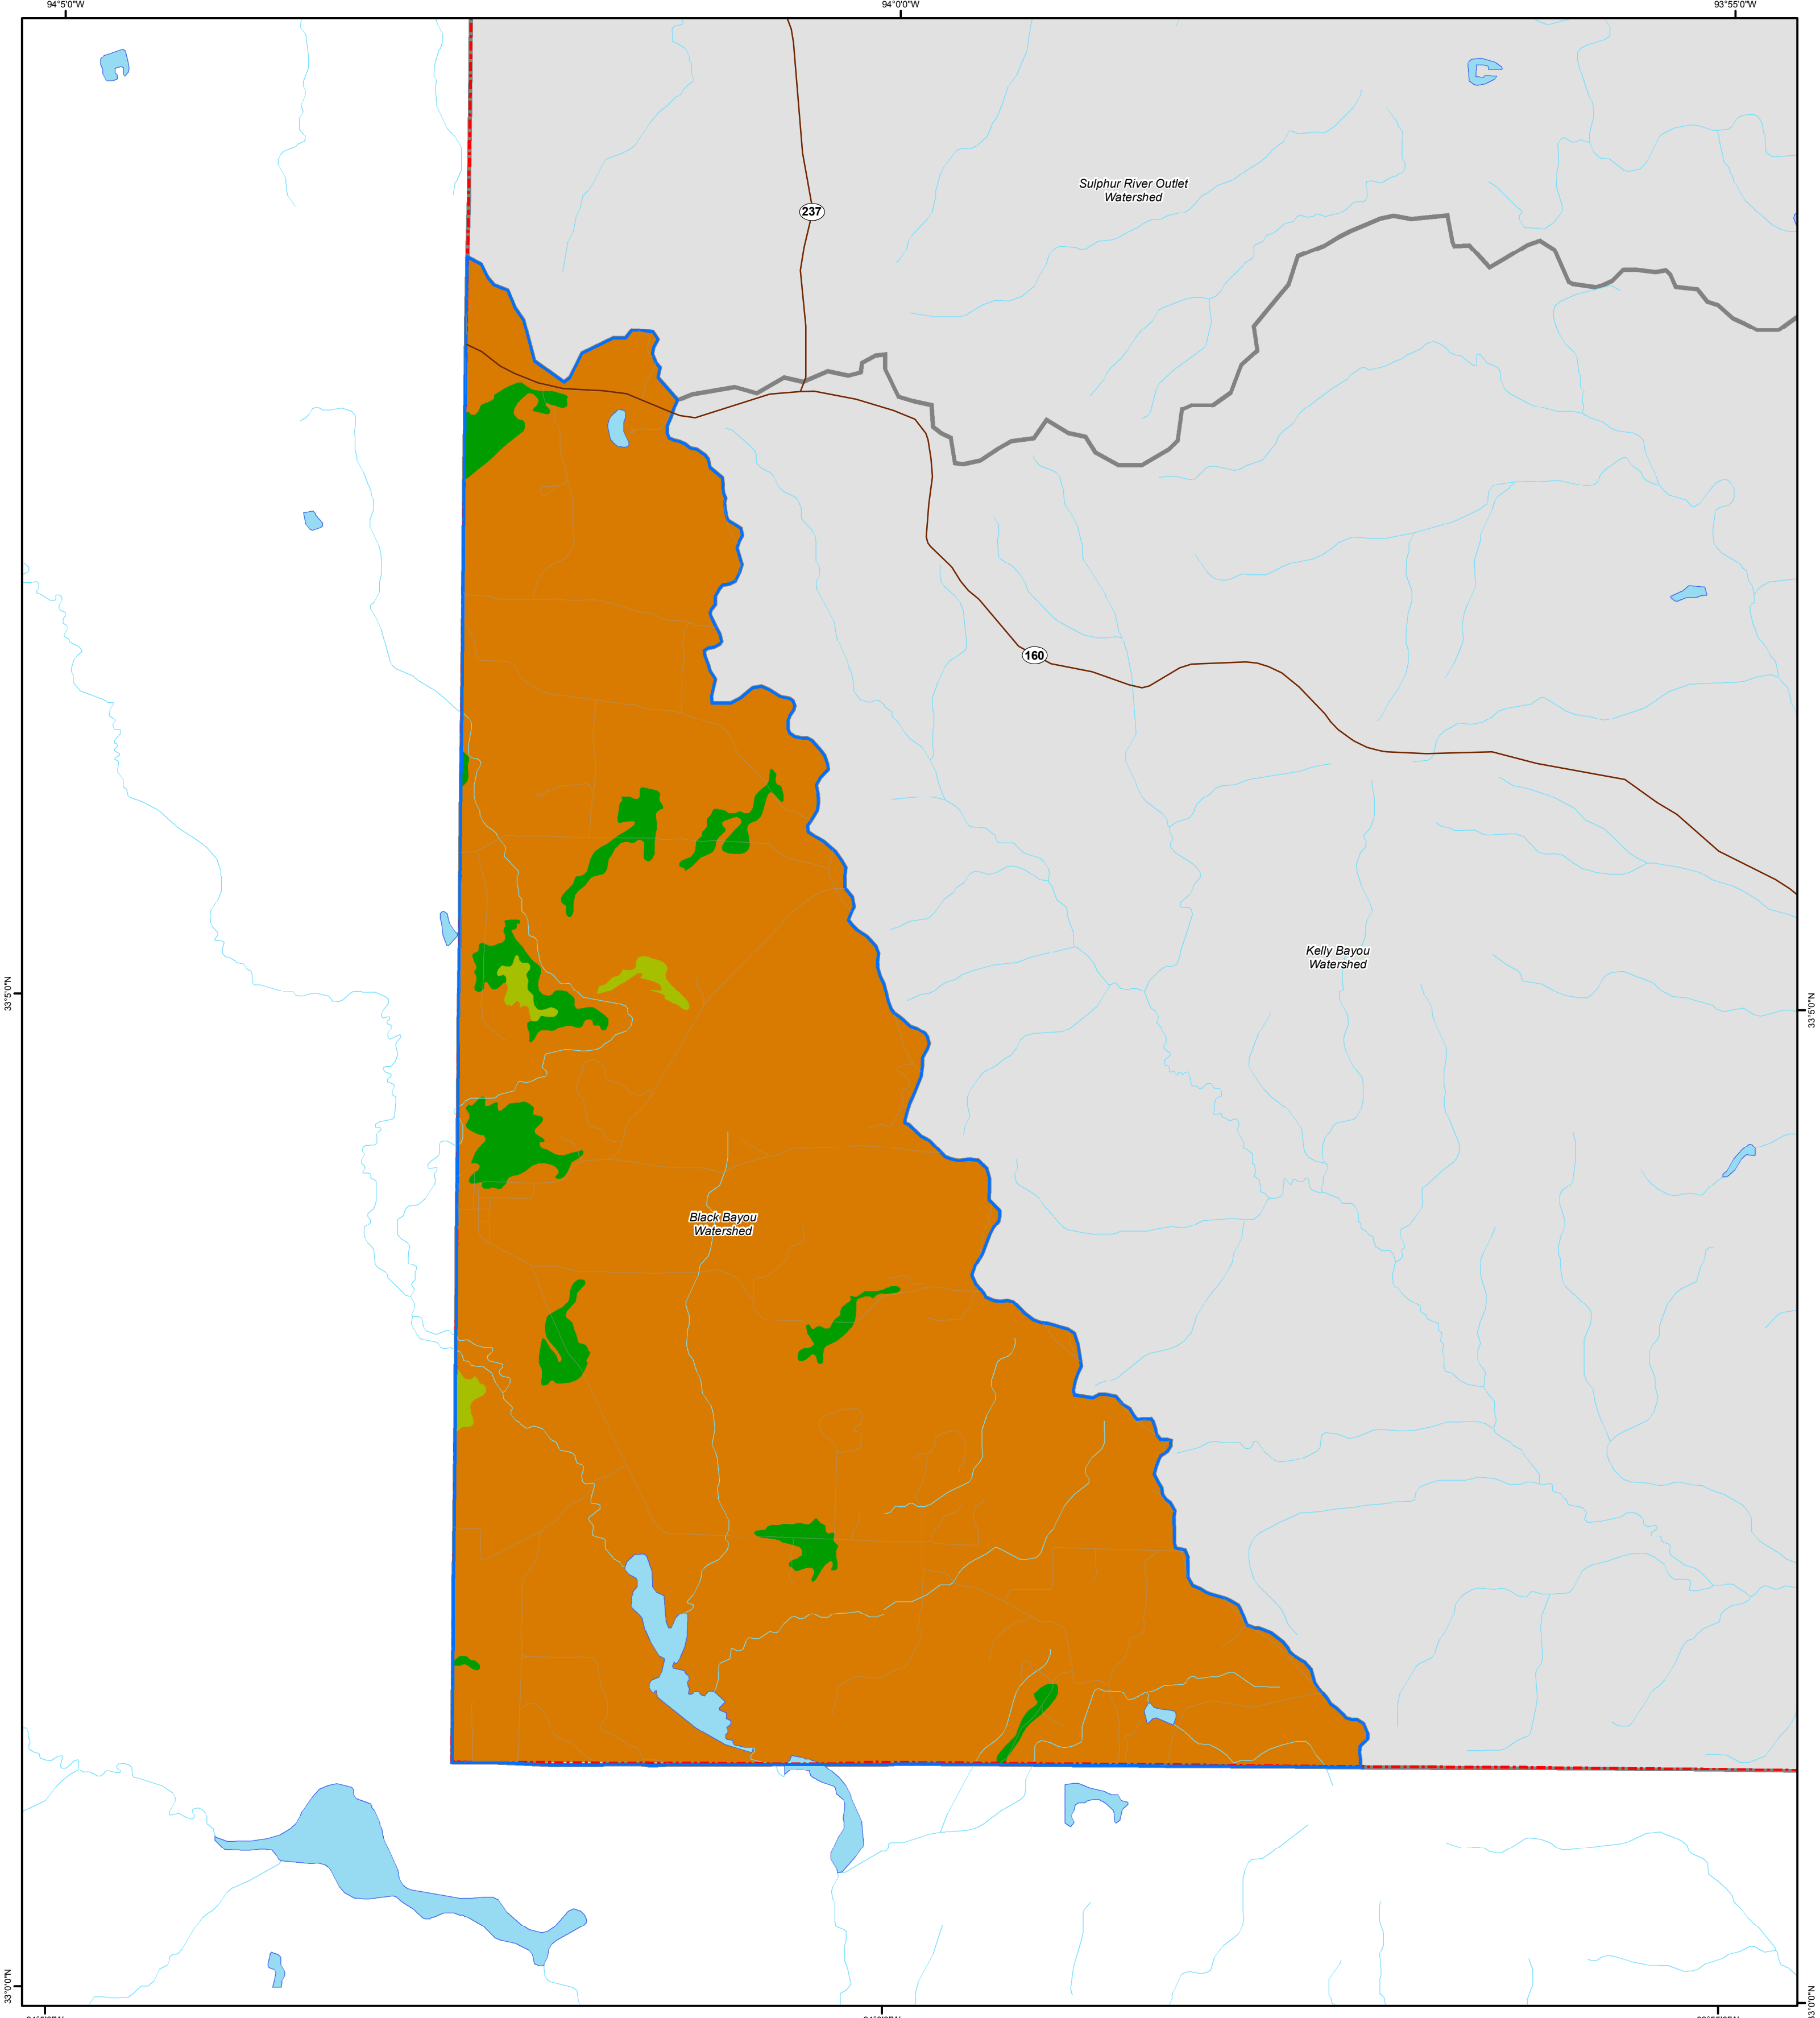 94°5'0"W
94°0'0"W
93°55'0"W
Sulphur River Outlet
Watershed
237
160
Kelly Bayou
Watershed
33°5'0"N
33°5'0"N
Black Bayou
Watershed
33°0'0"N
33°0'0"N